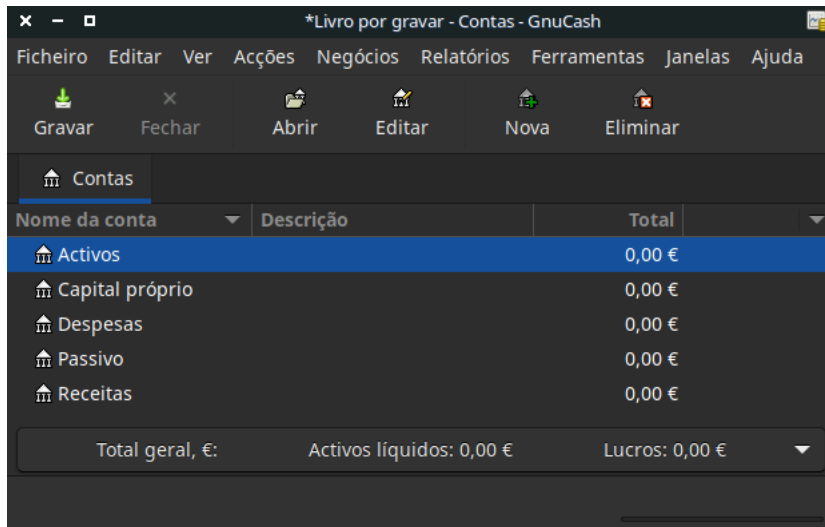 *Livro por gravar - Contas - GnuCash
Ficheiro Editar Ver Acções Negócios Relatórios Ferramentas Janelas Ajuda
Gravar Fechar Abrir Editar Nova Eliminar
Contas
Nome da conta Descrição Total
Activos 0,00 €
Capital próprio 0,00 €
Despesas 0,00 €
Passivo 0,00 €
Receitas 0,00 €
Total geral, €: Activos líquidos: 0,00 € Lucros: 0,00 €